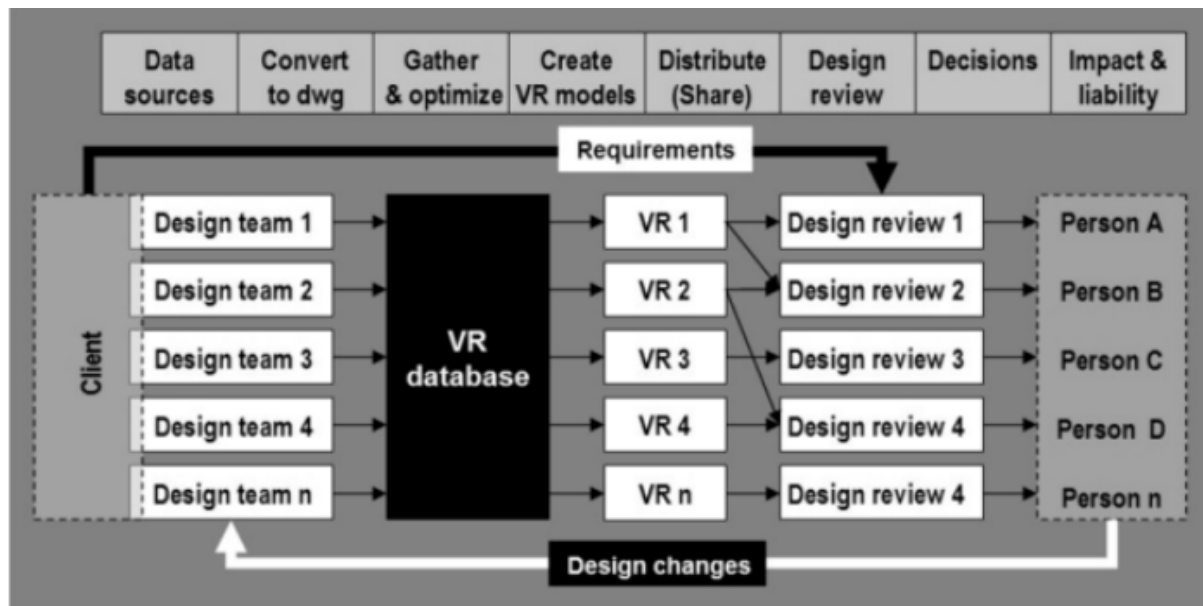 Data sources
Convert to dwg
Gather & optimize
Create VR models
Distribute (Share)
Design review
Decisions
Impact & liability
Requirements
Client
Design team 1
Design team 2
Design team 3
Design team 4
Design team n
VR database
VR 1
VR 2
VR 3
VR 4
VR n
Design review 1
Design review 2
Design review 3
Design review 4
Design review 4
Person A
Person B
Person C
Person D
Person n
Design changes